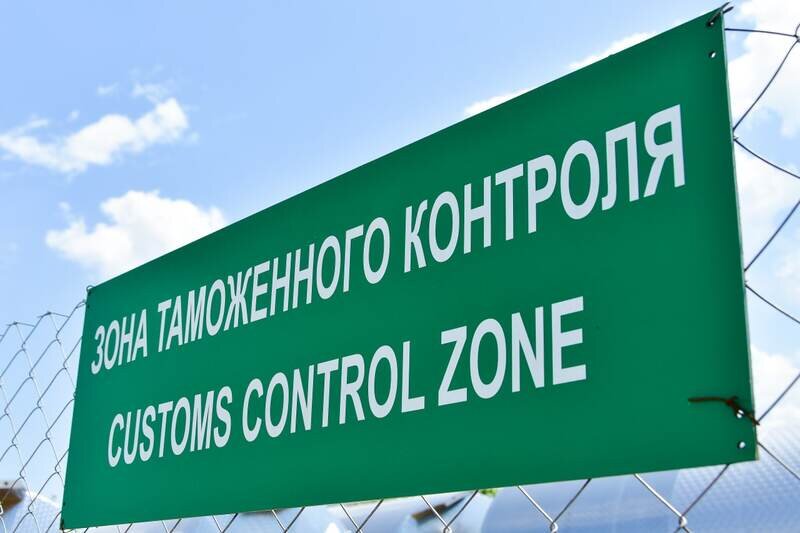 ЗОНА ТАМОЖЕННОГО КОНТРОЛЯ
CUSTOMS CONTROL ZONE